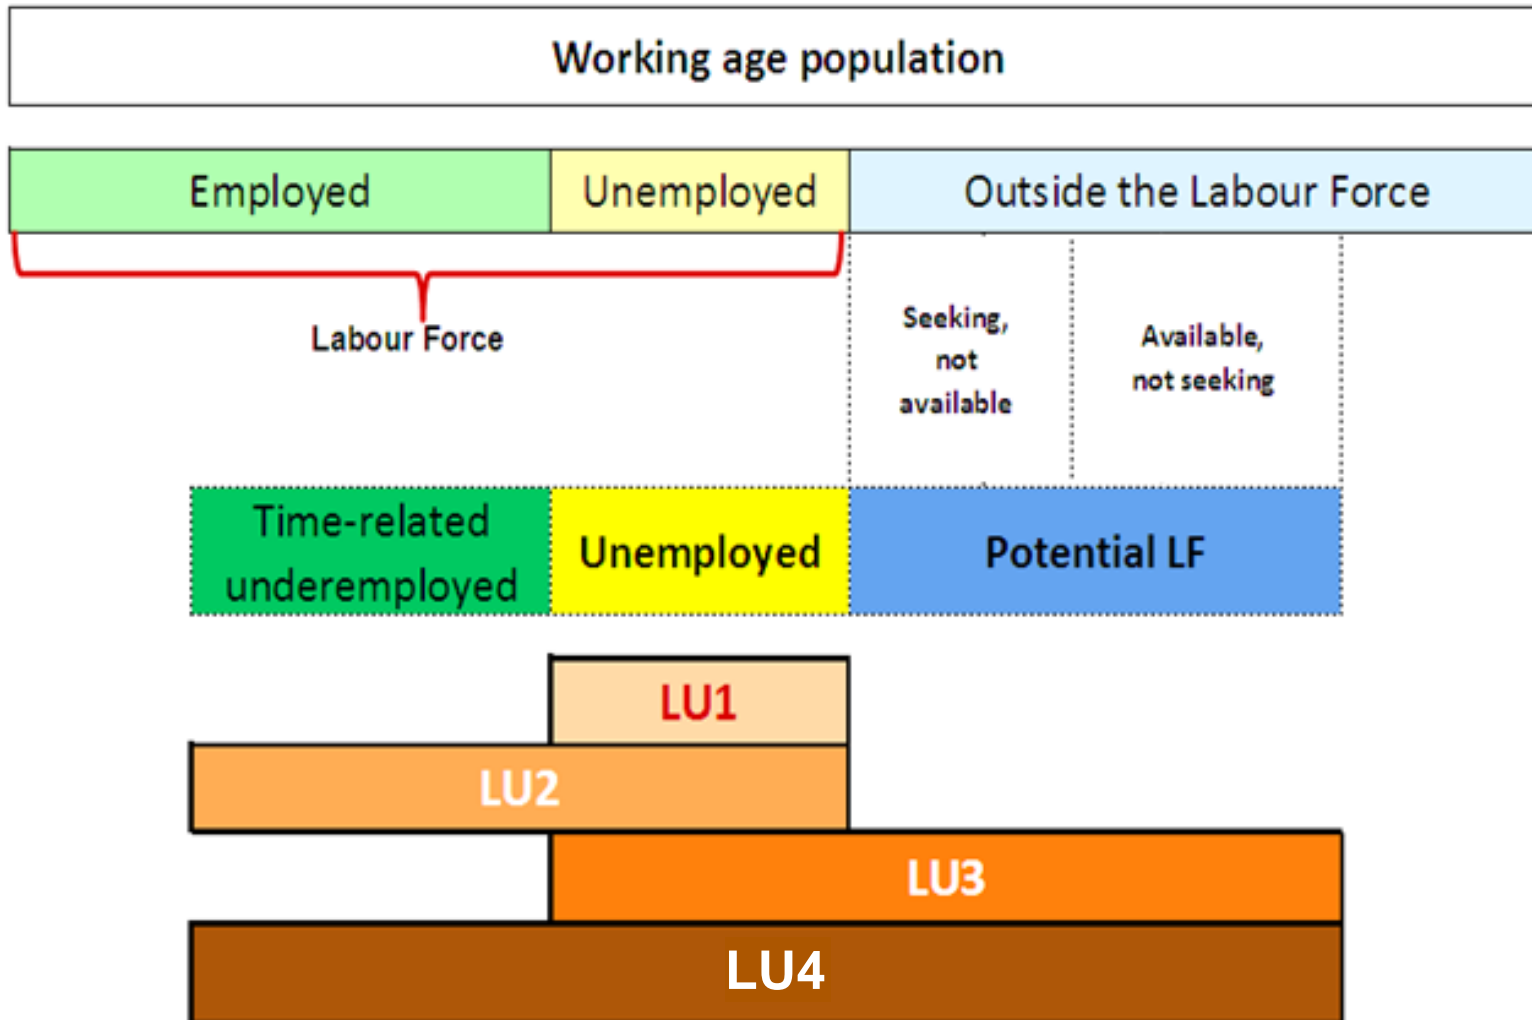 Working age population
Employed
Unemployed
Outside the Labour Force
Labour Force
Seeking,
not
available
Available,
not seeking
Time-related
underemployed
Unemployed
Potential LF
LU1
LU2
LU3
LU4